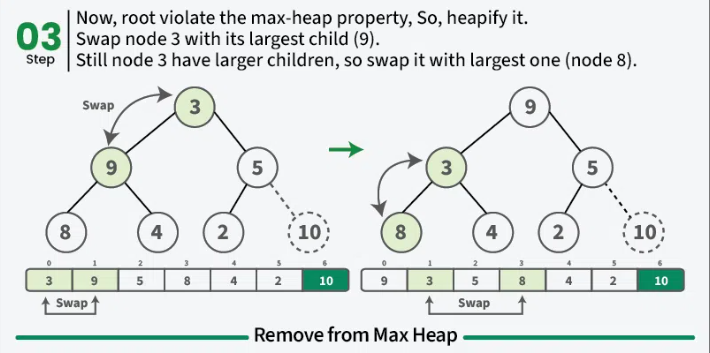 03
Step
Now, root violate the max-heap property, So, heapify it.
Swap node 3 with its largest child (9).
Still node 3 have larger children, so swap it with largest one (node 8).
Swap
3
9
5
8
4
2
10
0 1 2 3 4 5 6
3 9 5 8 4 2 10
Swap
9
3
5
8
4
2
10
0 1 2 3 4 5 6
9 3 5 8 4 2 10
Swap
Remove from Max Heap